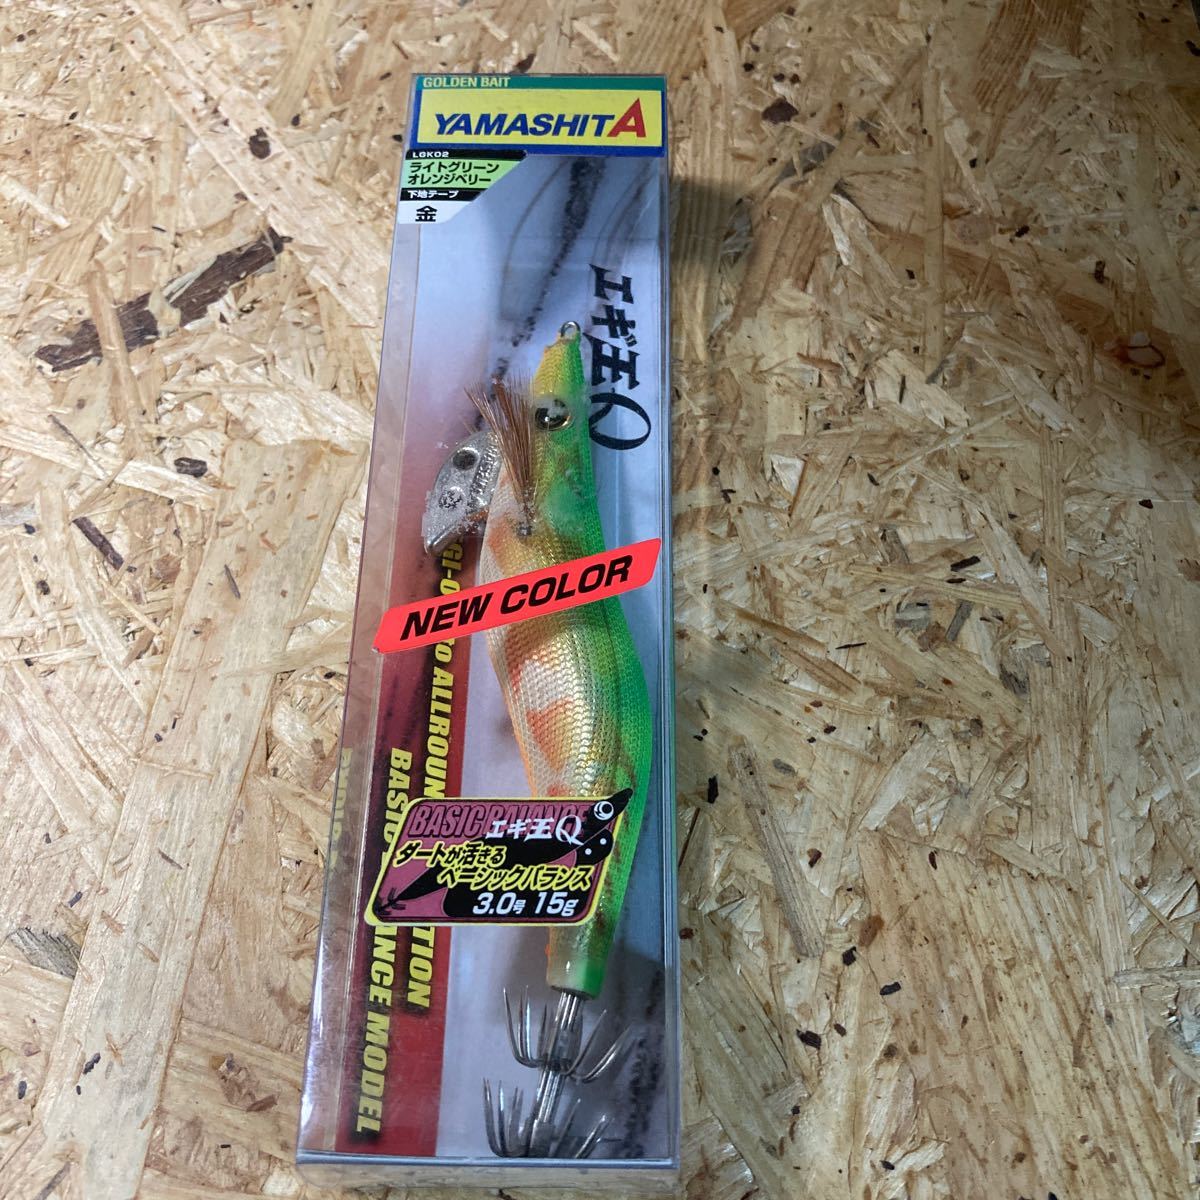 GOLDEN BAIT
YAMASHITA
LGK02
ライトグリーン
オレンジベリー
下地テープ
金
エギ王Q
NEW COLOR
TO ALLROUN
BASIC
TION
ANCE MODEL
BASIC BALANCE
エギ王Q
ダートが活きる
ベーシックバランス
3.0号 15g